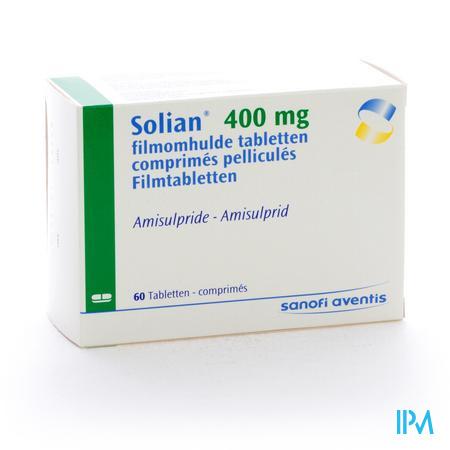 Solian® 400 mg
filmomhulde tabletten
comprimés pelliculés
Filmtabletten
Amisulpride - Amisulprid
60 Tabletten - comprimés
sanofi aventis
IPM